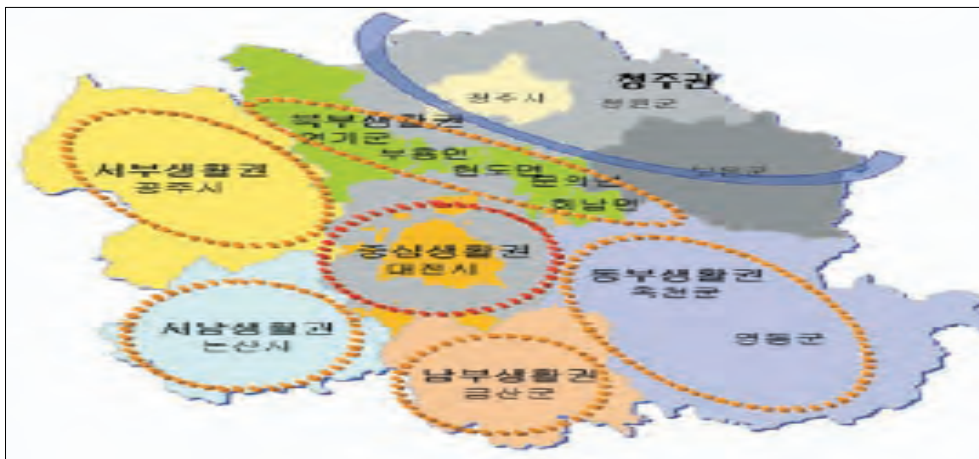 청주권
청주시
청원군
북부생활권
연기군
부용면
현도면
문의면
회남면
보은군
서부생활권
공주시
중심생활권
대전시
동부생활권
옥천군
영동군
서남생활권
논산시
남부생활권
금산군